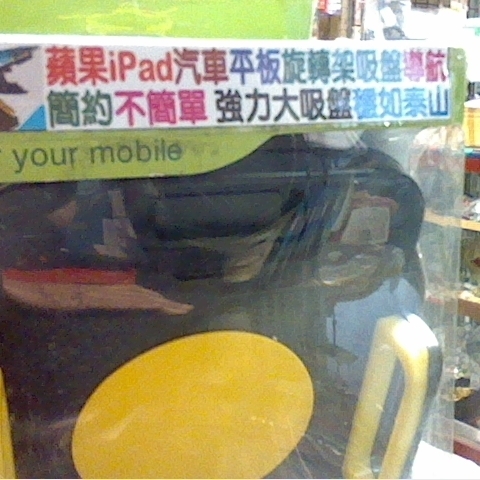 蘋果iPad汽車平板旋轉架吸盤導航
簡約不簡單 強力大吸盤穩如泰山
your mobile